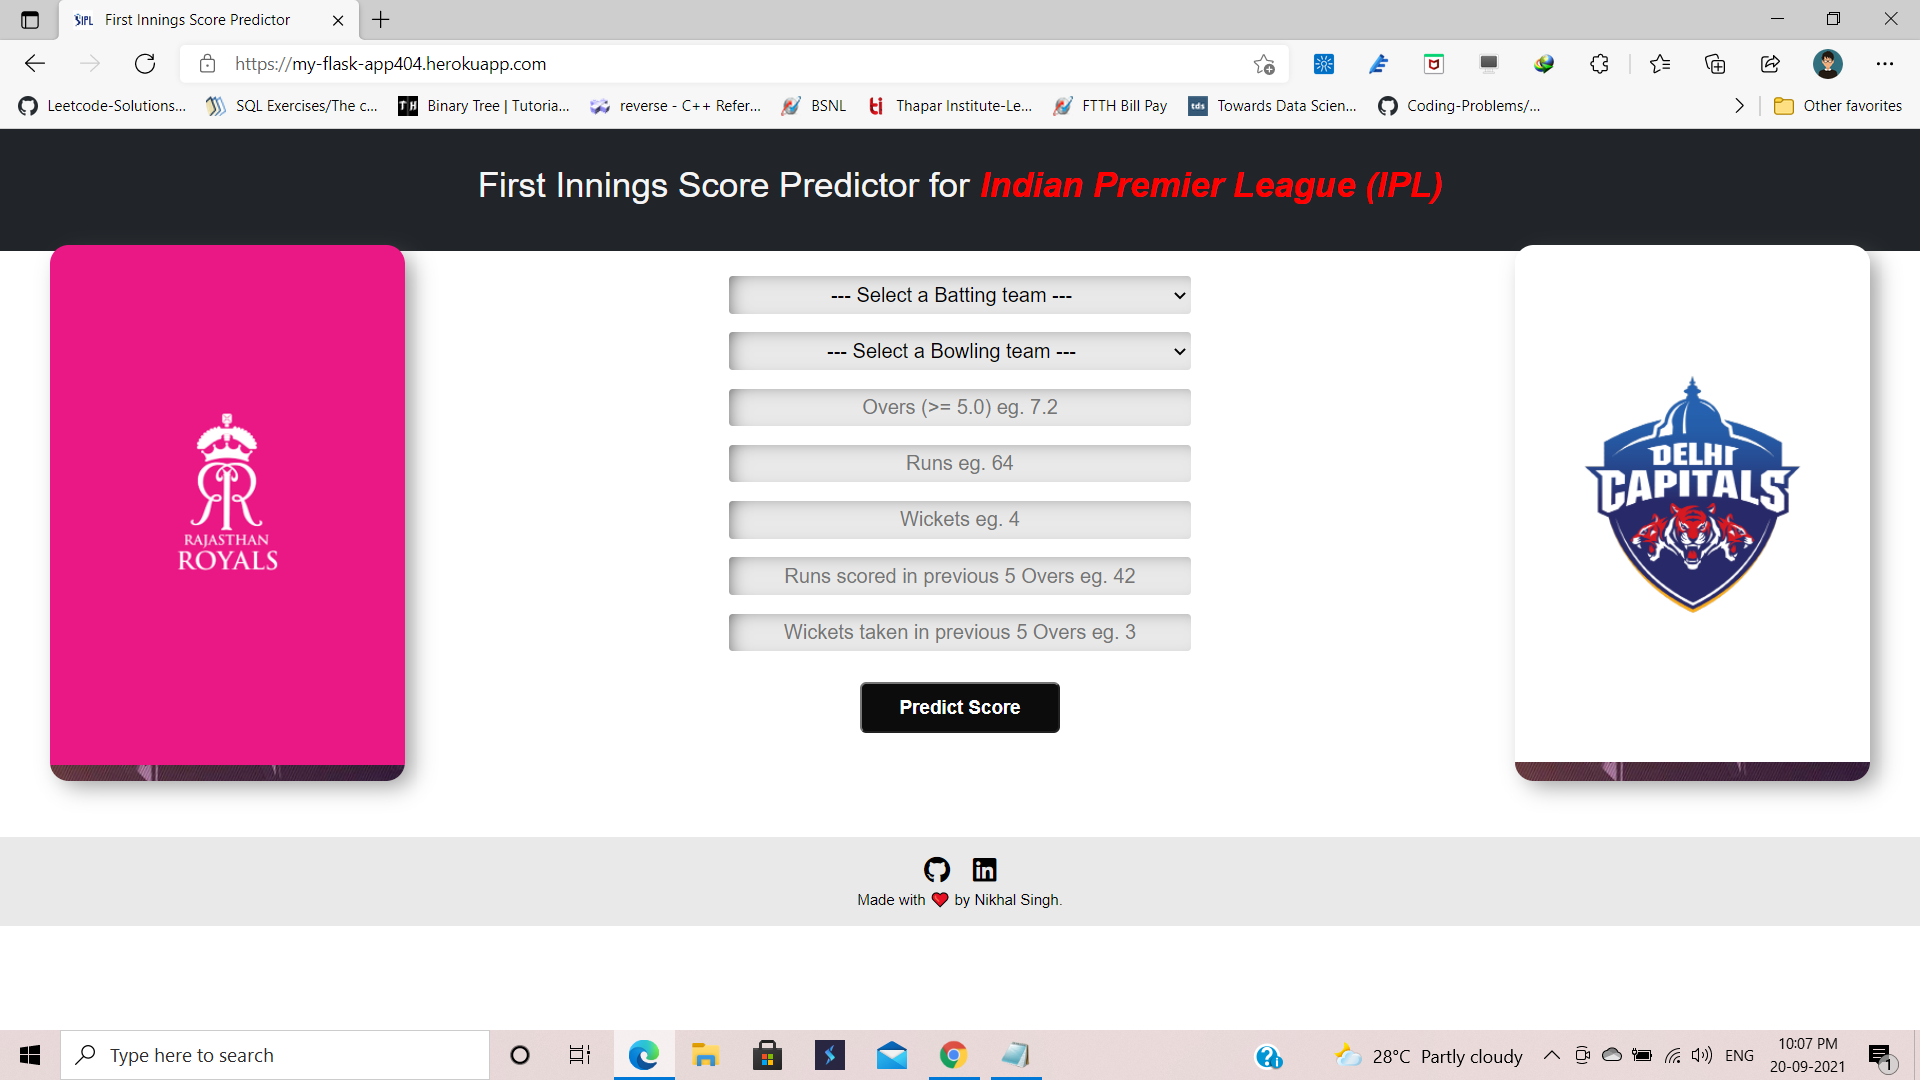 First Innings Score Predictor
https://my-flask-app404.herokuapp.com
Leetcode-Solutions...
SQL Exercises/The c...
TH
Binary Tree | Tutoria...
reverse - C++ Refer...
BSNL
ti
Thapar Institute-Le...
FTTH Bill Pay
tds
Towards Data Scien...
Coding-Problems/...
Other favorites
First Innings Score Predictor for Indian Premier League (IPL)
--- Select a Batting team ---
--- Select a Bowling team ---
Overs (>= 5.0) eg. 7.2
Runs eg. 64
Wickets eg. 4
Runs scored in previous 5 Overs eg. 42
Wickets taken in previous 5 Overs eg. 3
Predict Score
RAJASTHAN
ROYALS
DELHI
CAPITALS
in
Made with ❤ by Nikhal Singh.
Type here to search
28°C Partly cloudy
ENG
10:07 PM
20-09-2021
1